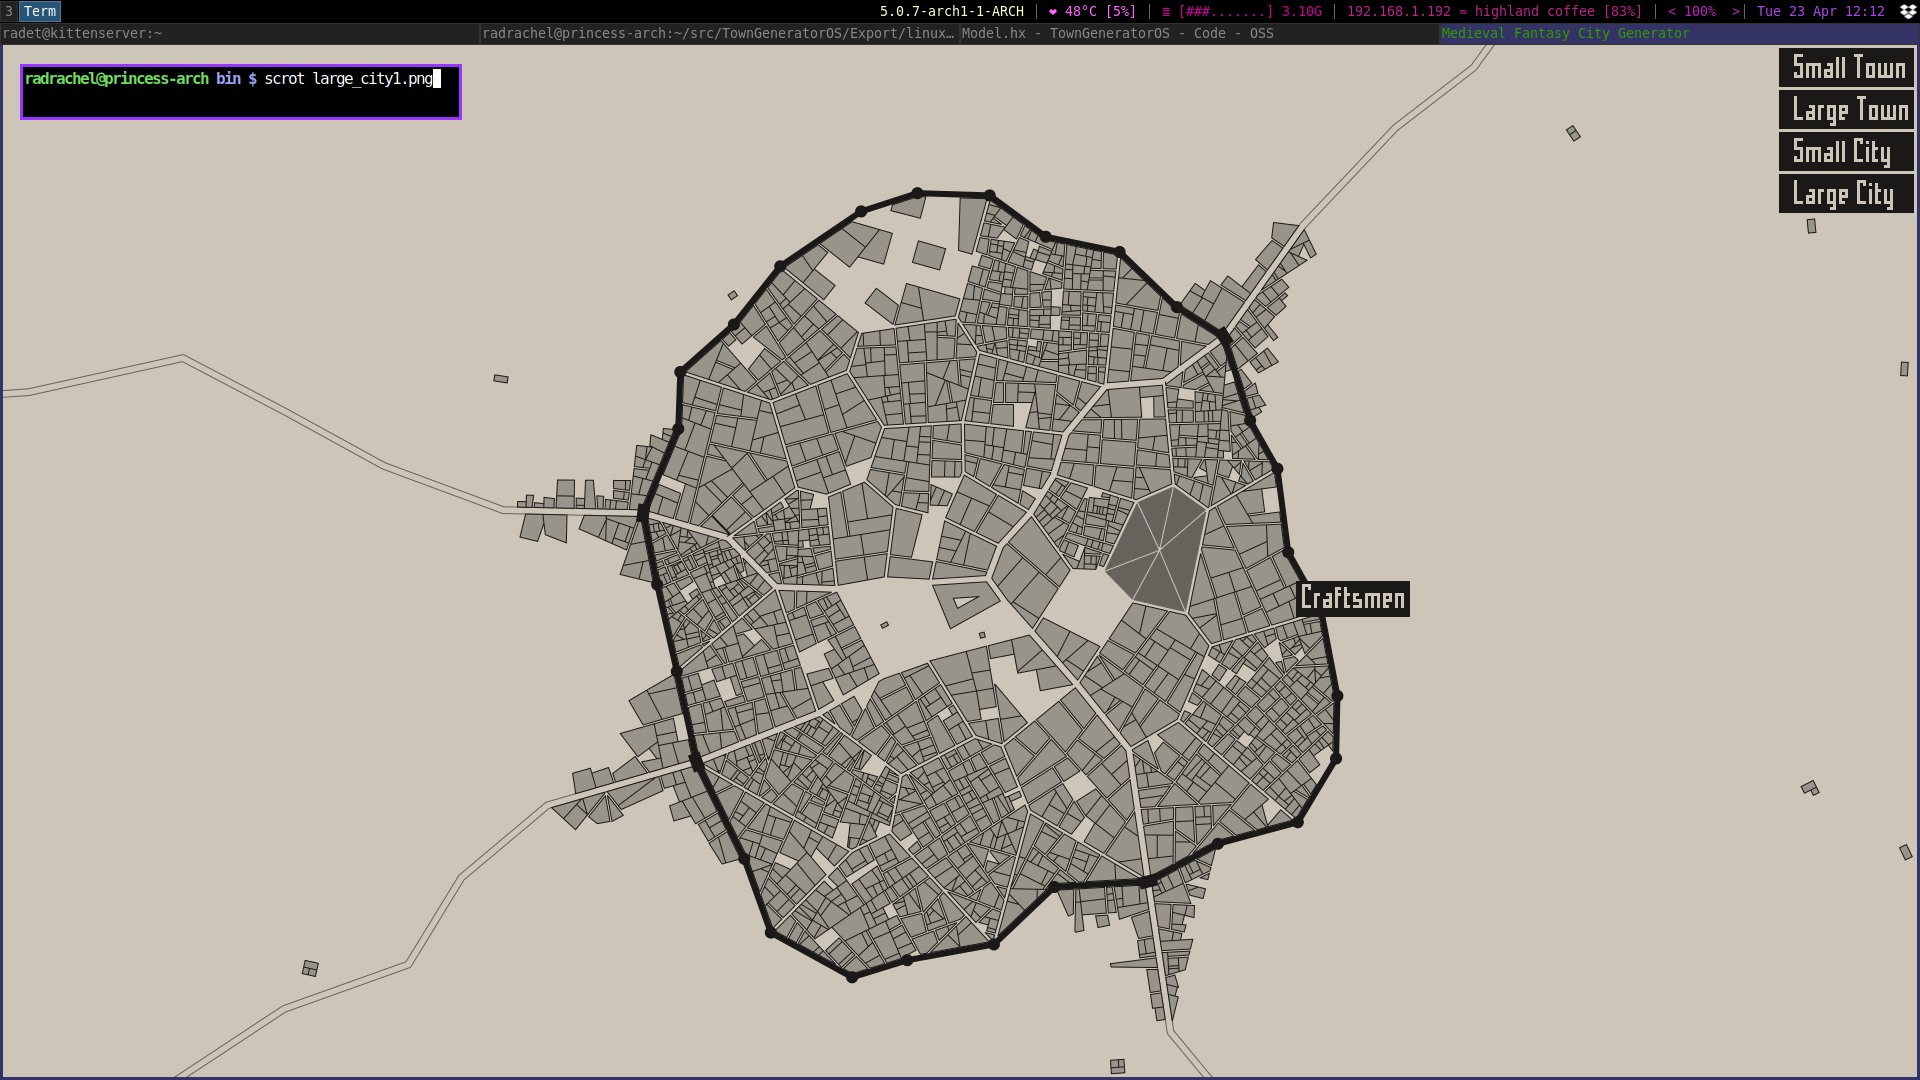 3 Term 5.0.7-arch1-1-ARCH | ❤ 48°C [5%] | ≣ [###.......] 3.10G | 192.168.1.192 ≈ highland coffee [83%] | < 100% >| Tue 23 Apr 12:12
radet@kittenserver:~ radrachel@princess-arch:~/src/TownGeneratorOS/Export/linux… Model.hx - TownGeneratorOS - Code - OSS Medieval Fantasy City Generator
radrachel@princess-arch bin $ scrot large_city1.png
Small Town
Large Town
Small City
Large City
Craftsmen